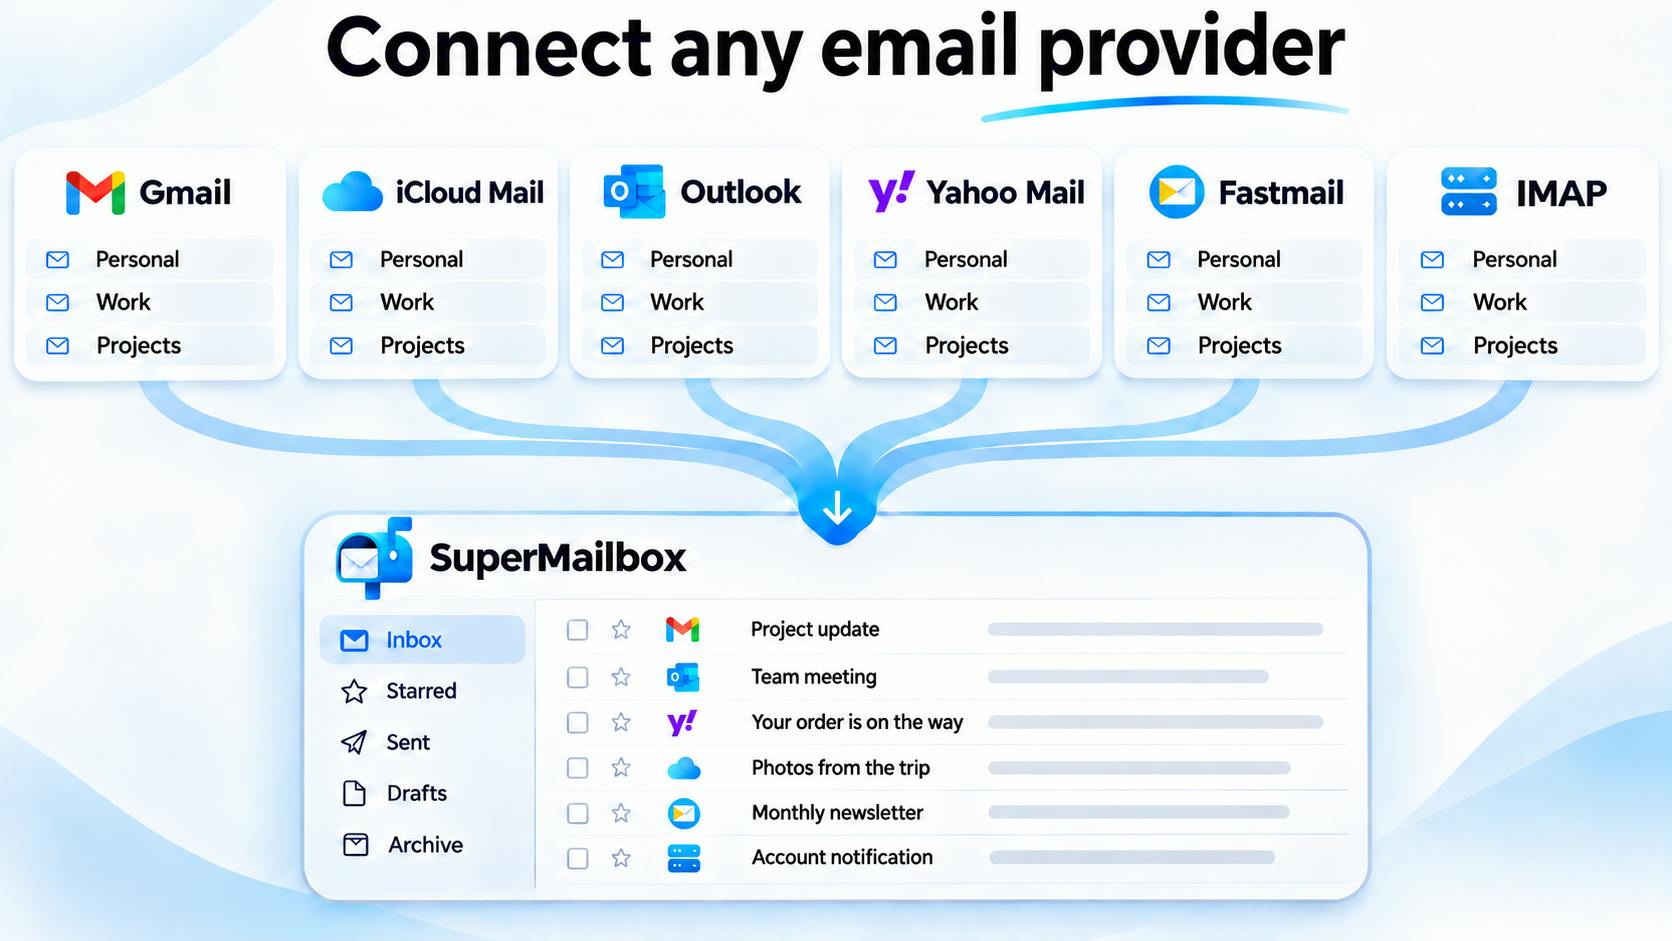 Connect any email provider
Gmail
Personal
Work
Projects
iCloud Mail
Personal
Work
Projects
Outlook
Personal
Work
Projects
Yahoo Mail
Personal
Work
Projects
Fastmail
Personal
Work
Projects
IMAP
Personal
Work
Projects
SuperMailbox
Inbox
Starred
Sent
Drafts
Archive
Project update
Team meeting
Your order is on the way
Photos from the trip
Monthly newsletter
Account notification